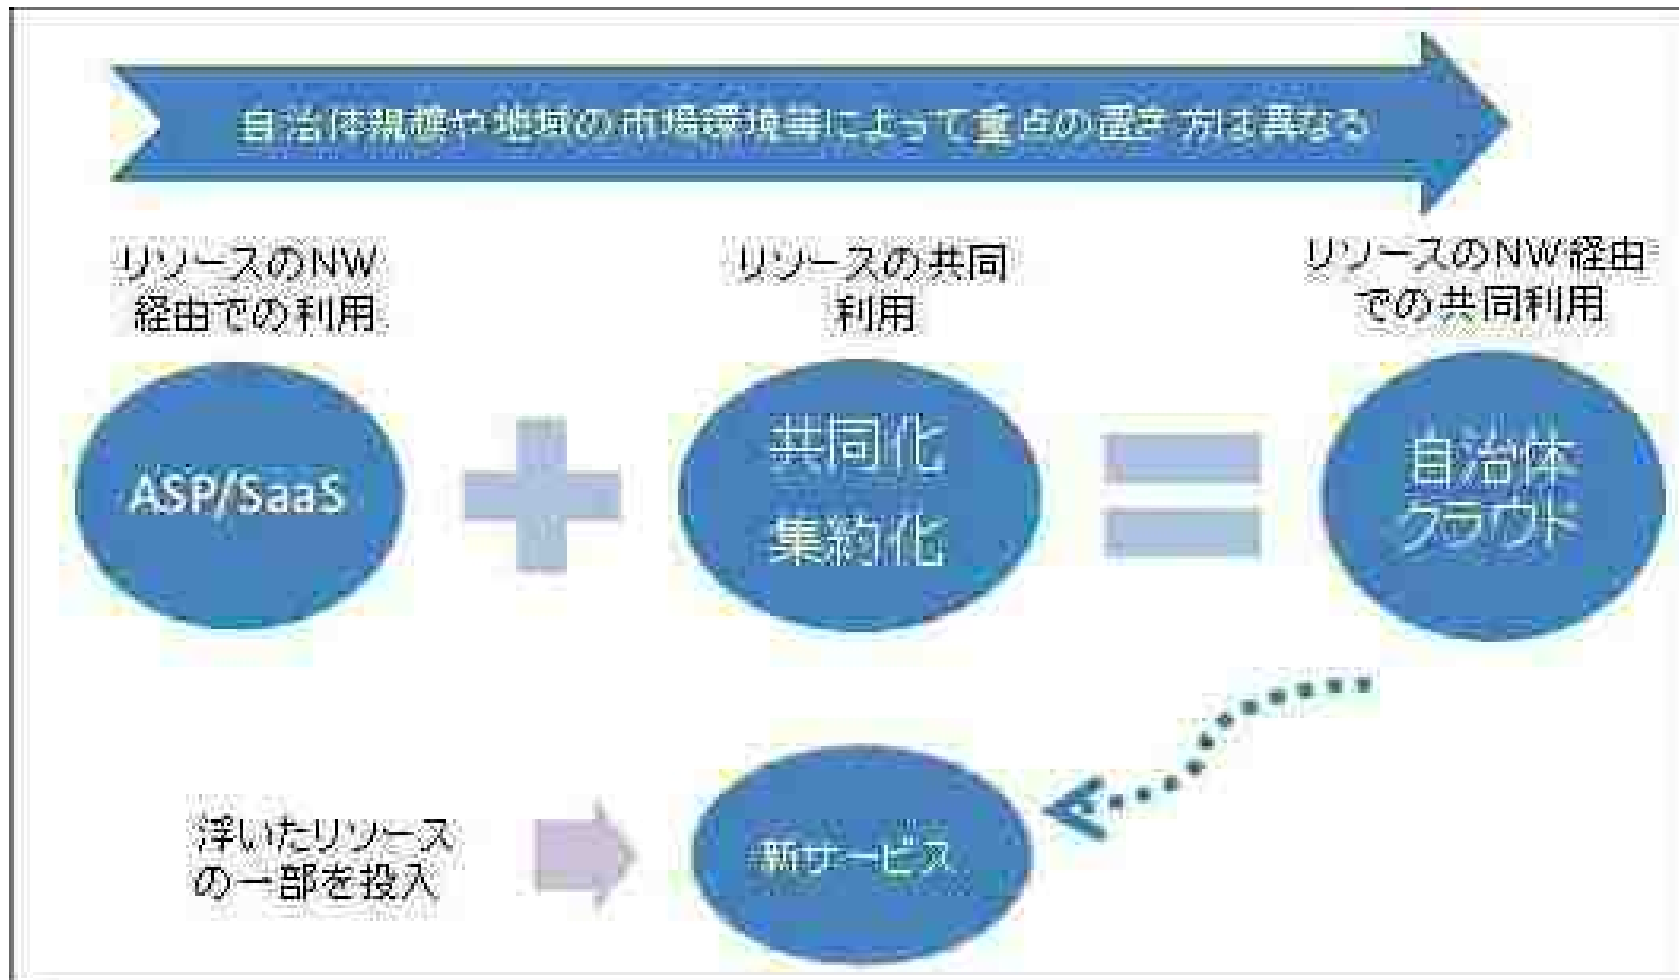 自治体規模や地域の市場環境等によって重点の置き方は異なる
リソースのNW
経由での利用
リソースの共同
利用
リソースのNW経由
での共同利用
ASP/SaaS
共同化
集約化
自治体
クラウド
浮いたリソース
の一部を投入
新サービス